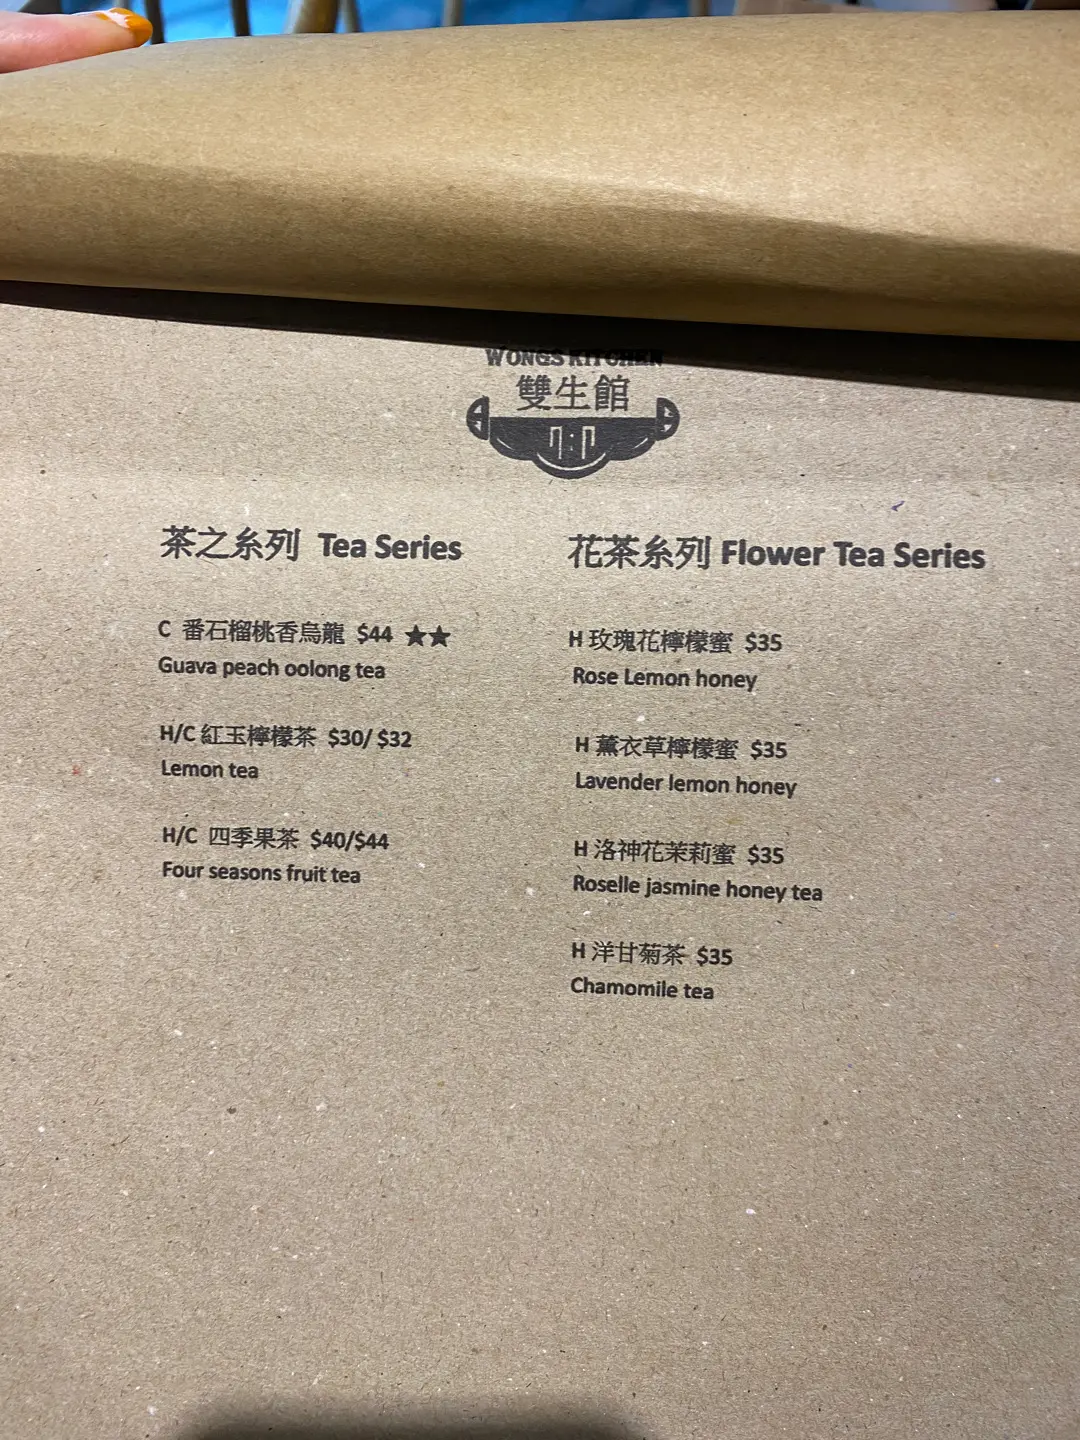 WONGS KITCHEN
雙生館
茶之糸列 Tea Series
C 番石榴桃香烏龍 $44 ★★
Guava peach oolong tea
H/C 紅玉檸檬茶 $30/ $32
Lemon tea
H/C 四季果茶 $40/$44
Four seasons fruit tea
花茶糸列 Flower Tea Series
H 玫瑰花檸檬蜜 $35
Rose Lemon honey
H 薰衣草檸檬蜜 $35
Lavender lemon honey
H 洛神花茉莉蜜 $35
Roselle jasmine honey tea
H 洋甘菊茶 $35
Chamomile tea